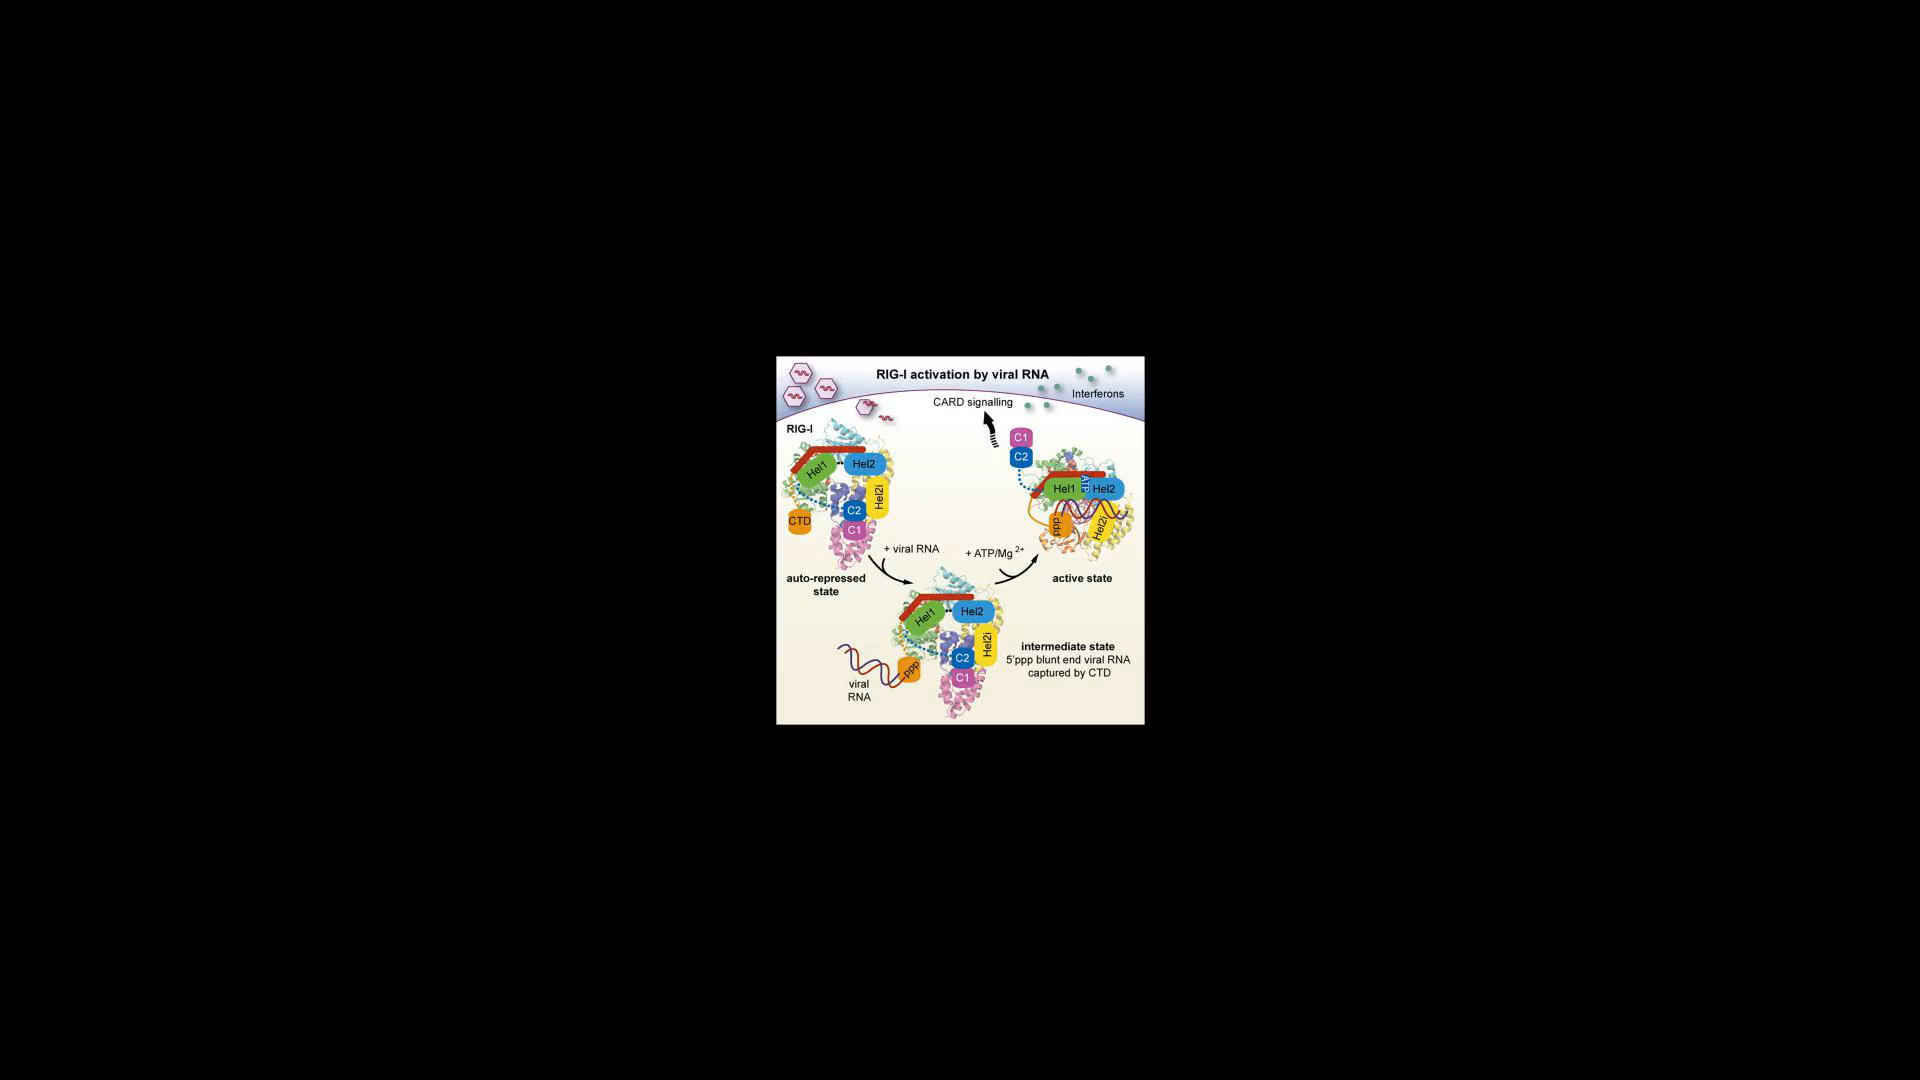 RIG-I activation by viral RNA
Interferons
CARD signalling
RIG-I
Hel1
Hel2
Hel2i
C2
C1
CTD
auto-repressed
state
+ viral RNA
+ ATP/Mg 2+
C1
C2
Hel1
ATP
Hel2
ppp
Hel2i
active state
Hel1
Hel2
Hel2i
C2
C1
ppp
viral
RNA
intermediate state
5'ppp blunt end viral RNA
captured by CTD